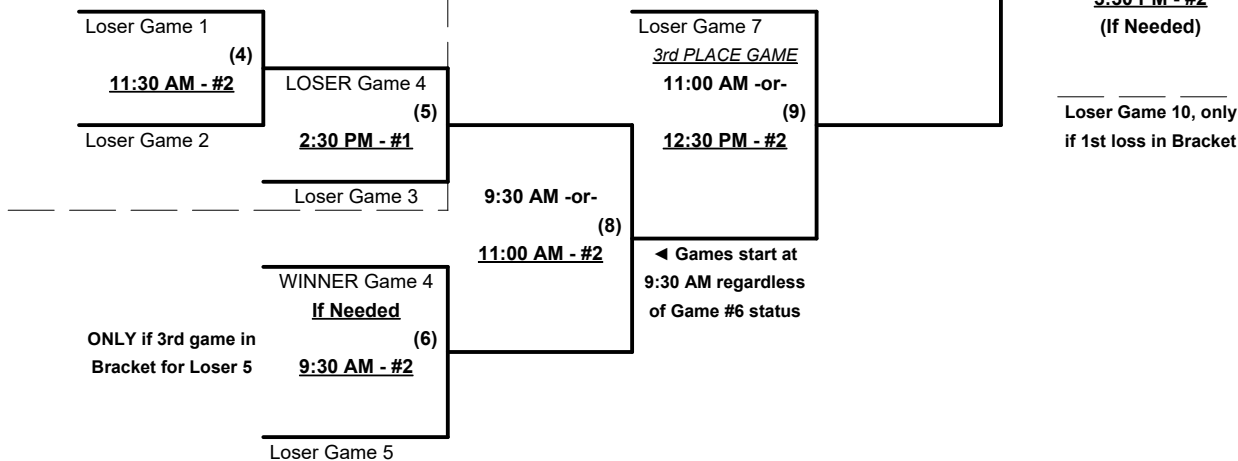 Loser Game 1
(4)
11:30 AM - #2
Loser Game 2
LOSER Game 4
(5)
2:30 PM - #1
Loser Game 3
WINNER Game 4
If Needed
(6)
9:30 AM - #2
ONLY if 3rd game in
Bracket for Loser 5
Loser Game 5
9:30 AM -or-
(8)
11:00 AM - #2
Loser Game 7
3rd PLACE GAME
11:00 AM -or-
(9)
12:30 PM - #2
◄ Games start at
9:30 AM regardless
of Game #6 status
PM - #2
(If Needed)
Loser Game 10, only
if 1st loss in Bracket